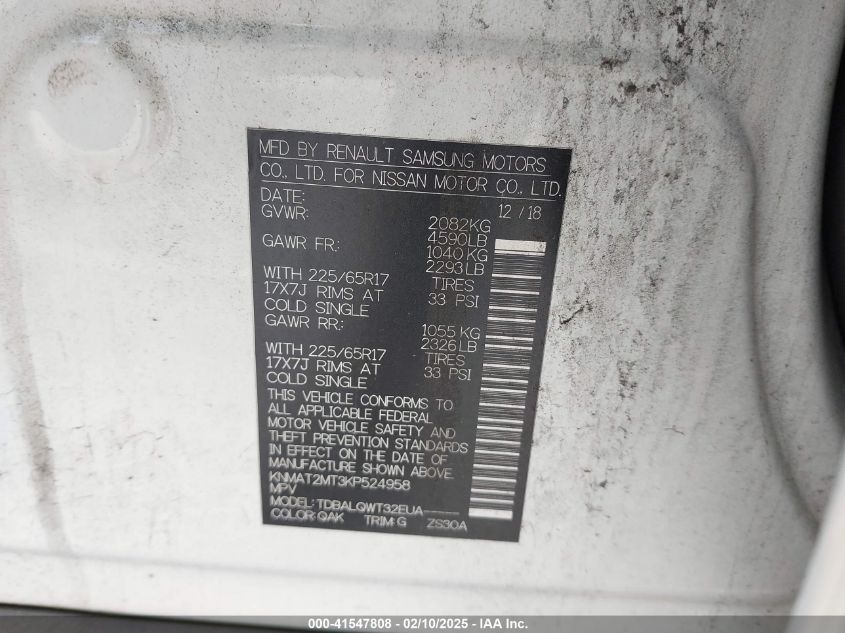 MFD BY RENAULT SAMSUNG MOTORS
CO., LTD. FOR NISSAN MOTOR CO., LTD.
DATE: 12 / 18
GVWR: 2082KG
4590LB
GAWR FR.: 1040KG
2293LB
WITH 225/65R17 TIRES
17X7J RIMS AT 33 PSI
COLD SINGLE
GAWR RR.: 1055 KG
2326LB
WITH 225/65R17 TIRES
17X7J RIMS AT 33 PSI
COLD SINGLE
THIS VEHICLE CONFORMS TO
ALL APPLICABLE FEDERAL
MOTOR VEHICLE SAFETY AND
THEFT PREVENTION STANDARDS
IN EFFECT ON THE DATE OF
MANUFACTURE SHOWN ABOVE.
KNMAT2MT3KP524958
MPV
MODEL: TDBALQWT32EUA-----
COLOR: QAK TRIM: G ZS30A
000-41547808 - 02/10/2025 - IAA Inc.